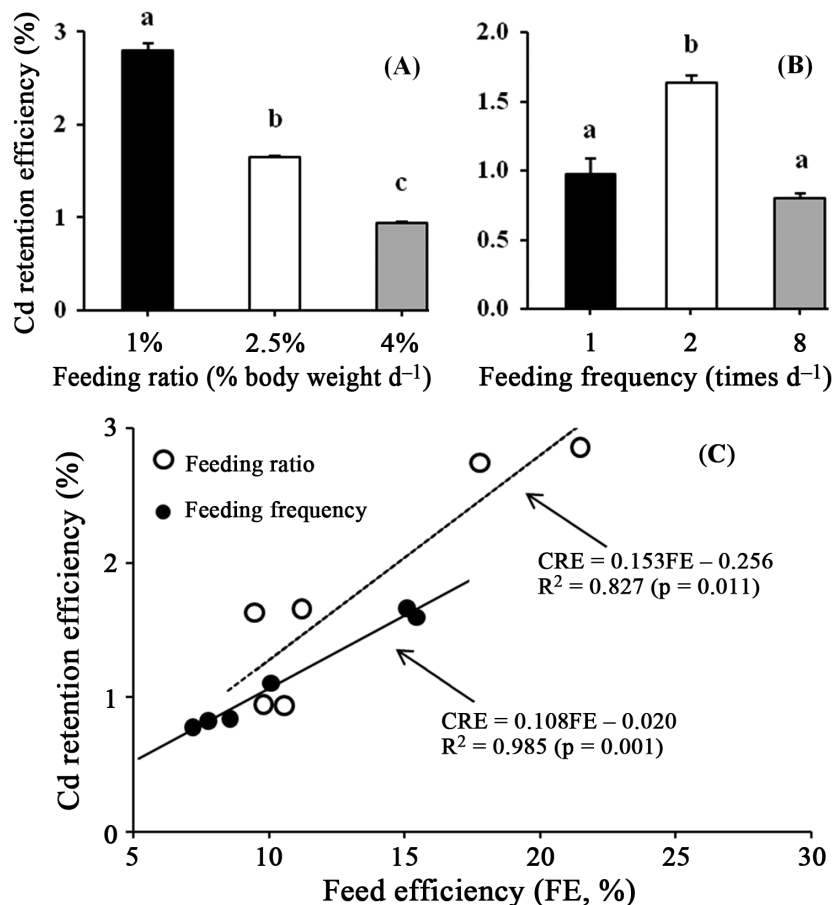 Cd retention efficiency (%)
3
2
1
0
a
b
c
(A)
1%
2.5%
4%
Feeding ratio (% body weight d⁻¹)
2.0
1.5
1.0
0.5
0.0
a
b
a
(B)
1
2
8
Feeding frequency (times d⁻¹)
Cd retention efficiency (%)
3
2
1
0
Feeding ratio
Feeding frequency
(C)
CRE = 0.153FE – 0.256
R² = 0.827 (p = 0.011)
CRE = 0.108FE – 0.020
R² = 0.985 (p = 0.001)
5
10
15
20
25
30
Feed efficiency (FE, %)